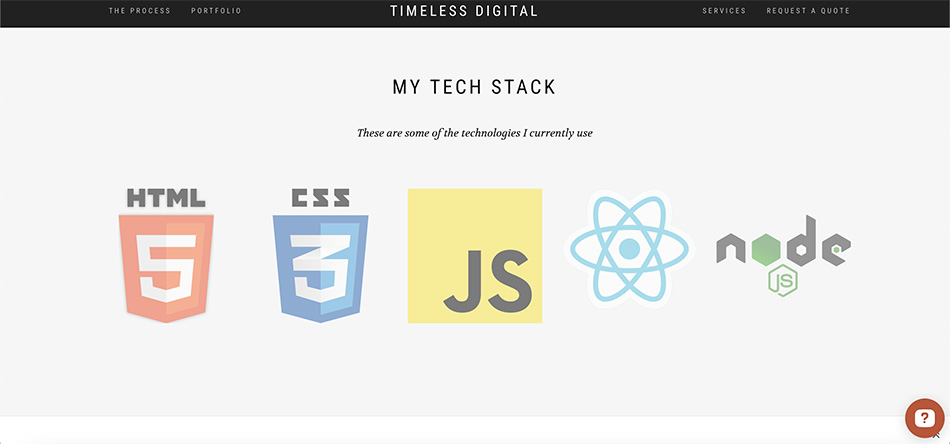 THE PROCESS PORTFOLIO TIMELESS DIGITAL SERVICES REQUEST A QUOTE
MY TECH STACK
These are some of the technologies I currently use
HTML CSS
5 3 JS node
JS
?